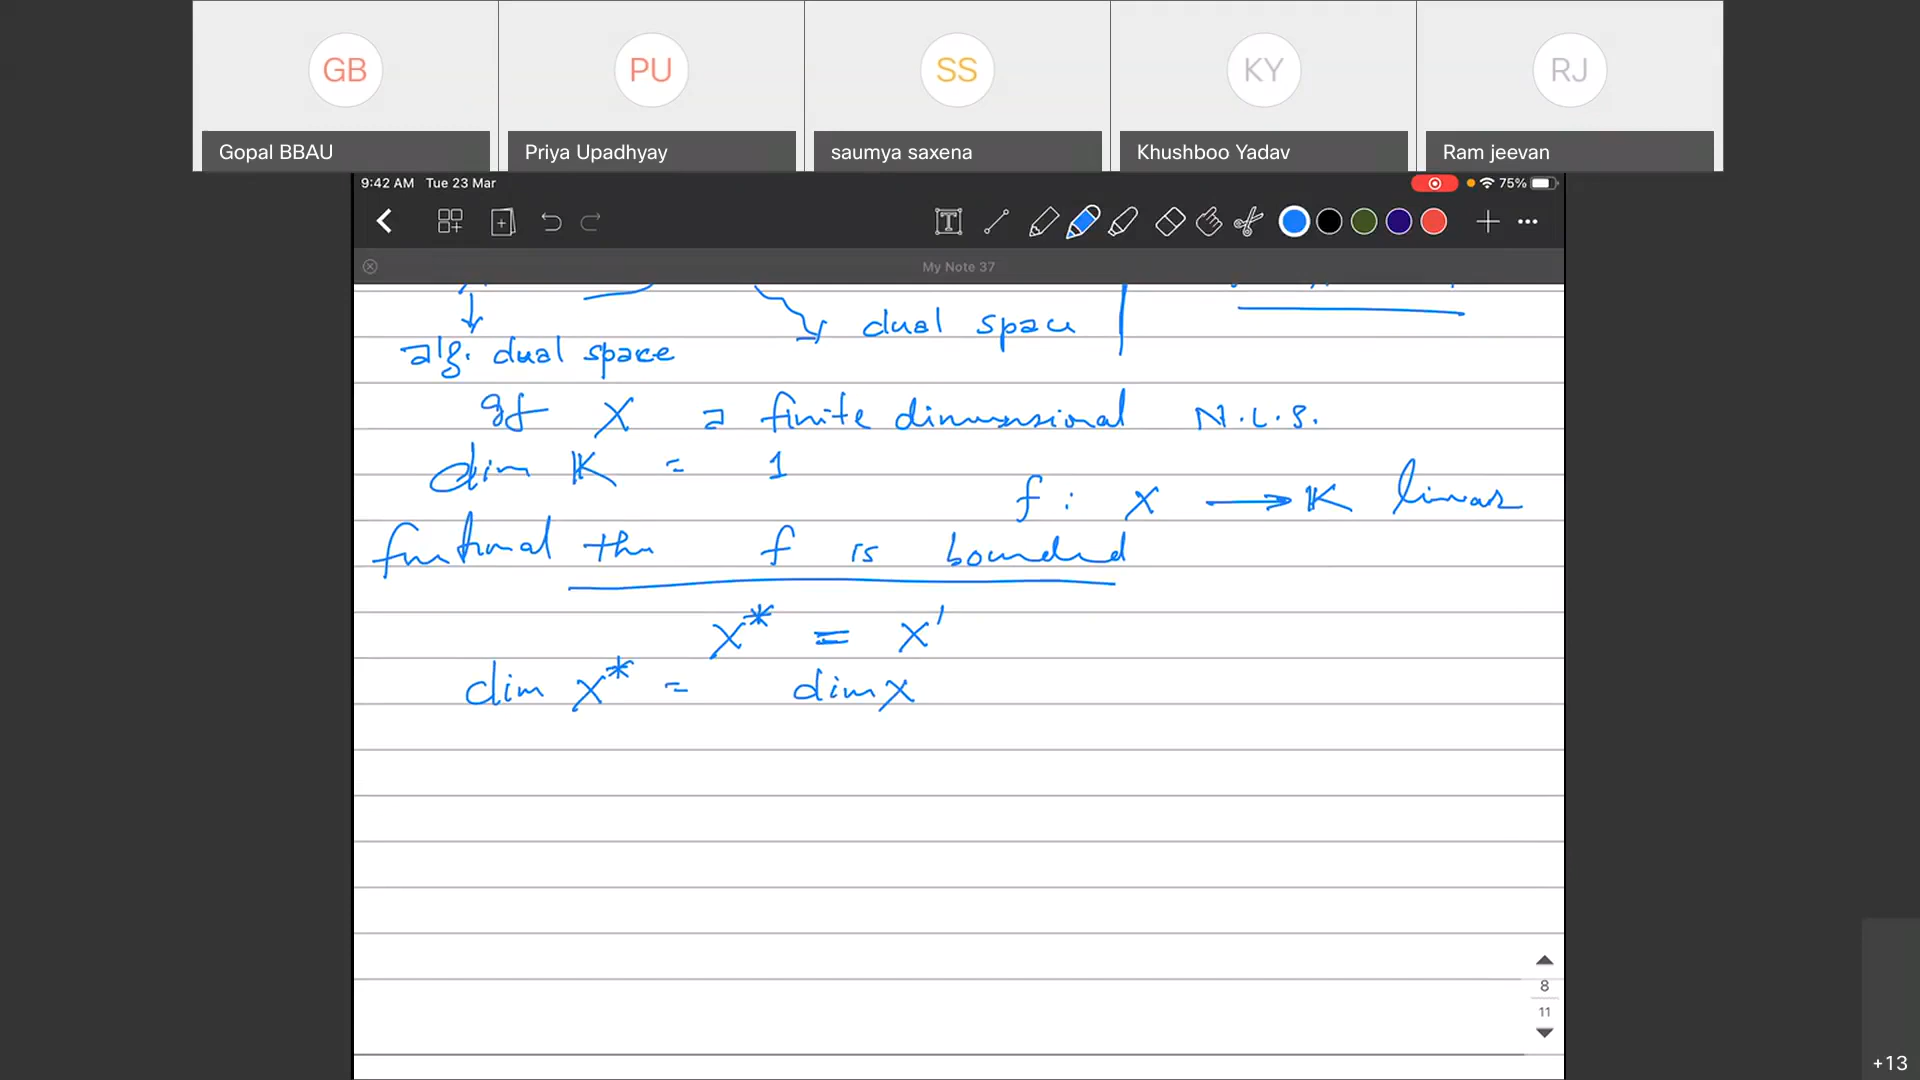 GB PU SS KY RJ
Gopal BBAU Priya Upadhyay saumya saxena Khushboo Yadav Ram jeevan
9:42 AM Tue 23 Mar 75%
My Note 37
dual space
alg. dual space
If X a finite dimensional N.L.S.
dim 𝕂 = 1
f : X ⟶ 𝕂 linear
functional then f is bounded
X* = X'
dim X* = dim X
8
11
+13